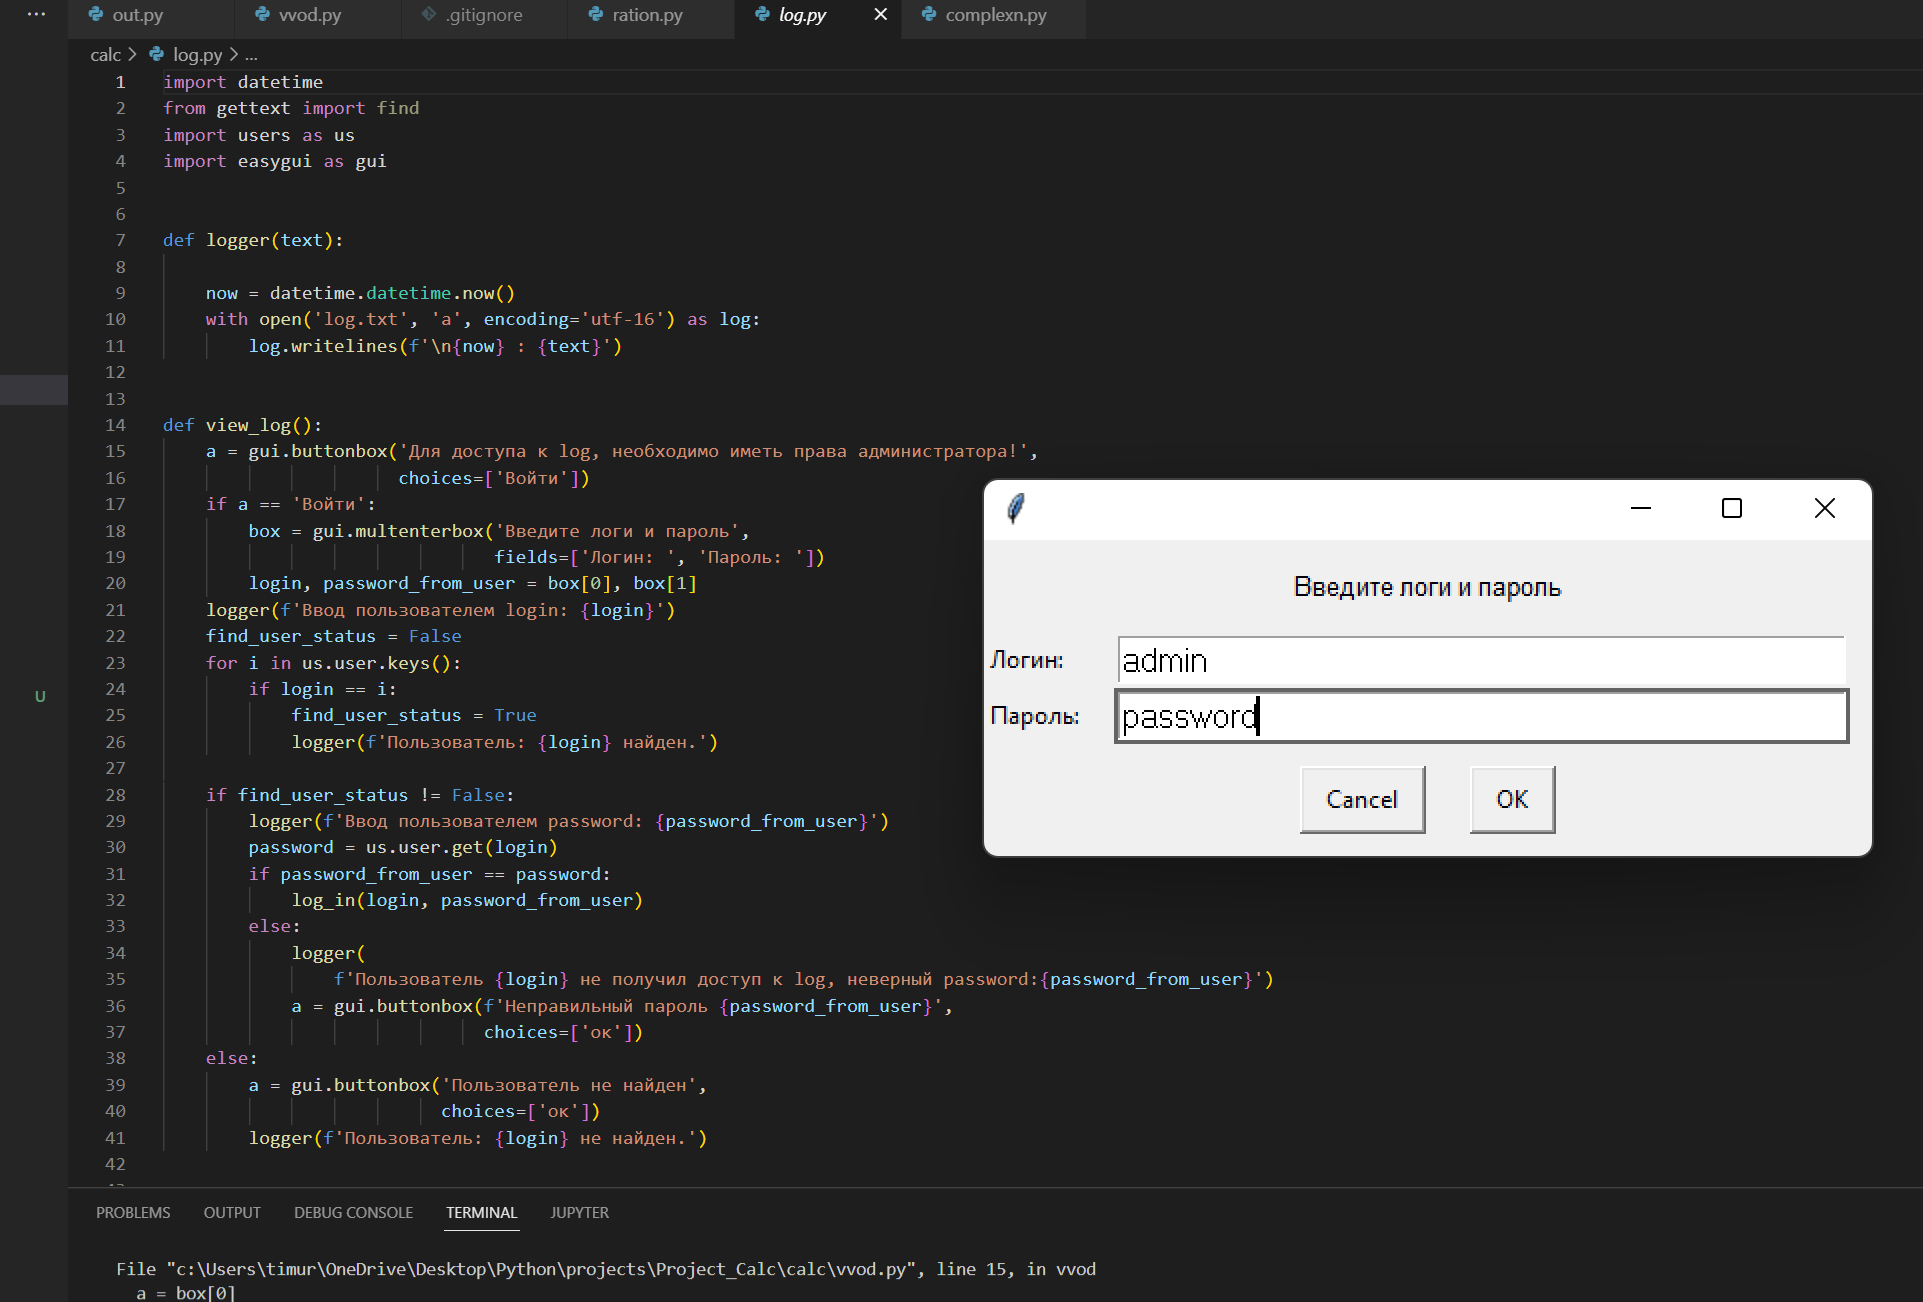 out.py
vvod.py
.gitignore
ration.py
log.py
complexn.py
calc > log.py > ...
1 import datetime
2 from gettext import find
3 import users as us
4 import easygui as gui
5
6
7 def logger(text):
8
9 now = datetime.datetime.now()
10 with open('log.txt', 'a', encoding='utf-16') as log:
11 log.writelines(f'\n{now} : {text}')
12
13
14 def view_log():
15 a = gui.buttonbox('Для доступа к log, необходимо иметь права администратора!',
16 choices=['Войти'])
17 if a == 'Войти':
18 box = gui.multenterbox('Введите логи и пароль',
19 fields=['Логин: ', 'Пароль: '])
20 login, password_from_user = box[0], box[1]
21 logger(f'Ввод пользователем login: {login}')
22 find_user_status = False
23 for i in us.user.keys():
24 if login == i:
25 find_user_status = True
26 logger(f'Пользователь: {login} найден.')
27
28 if find_user_status != False:
29 logger(f'Ввод пользователем password: {password_from_user}')
30 password = us.user.get(login)
31 if password_from_user == password:
32 log_in(login, password_from_user)
33 else:
34 logger(
35 f'Пользователь {login} не получил доступ к log, неверный password:{password_from_user}')
36 a = gui.buttonbox(f'Неправильный пароль {password_from_user}',
37 choices=['ок'])
38 else:
39 a = gui.buttonbox('Пользователь не найден',
40 choices=['ок'])
41 logger(f'Пользователь: {login} не найден.')
42
U
Введите логи и пароль
Логин: admin
Пароль: password
Cancel OK
PROBLEMS OUTPUT DEBUG CONSOLE TERMINAL JUPYTER
File "c:\Users\timur\OneDrive\Desktop\Python\projects\Project_Calc\calc\vvod.py", line 15, in vvod
a = box[0]